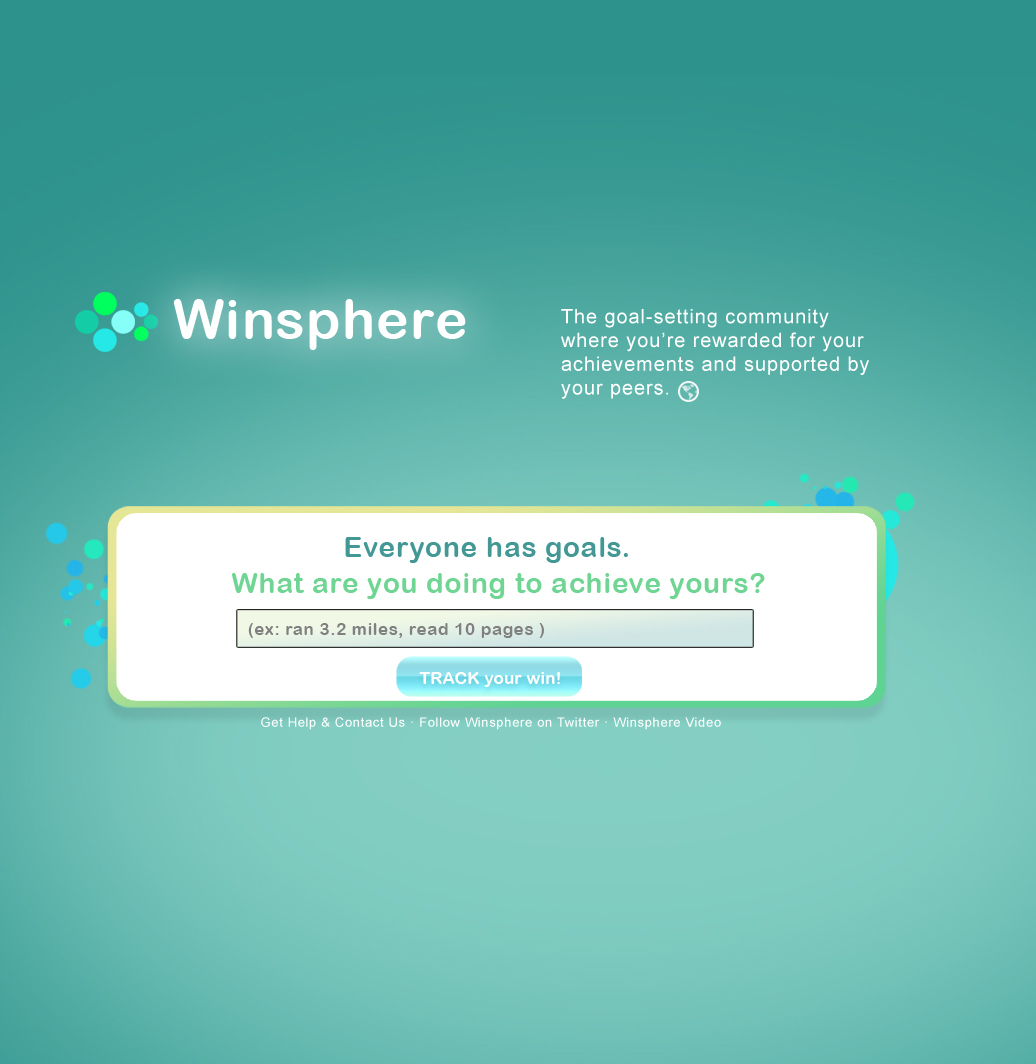 Winsphere
The goal-setting community
where you’re rewarded for your
achievements and supported by
your peers.
Everyone has goals.
What are you doing to achieve yours?
(ex: ran 3.2 miles, read 10 pages )
TRACK your win!
Get Help & Contact Us · Follow Winsphere on Twitter · Winsphere Video